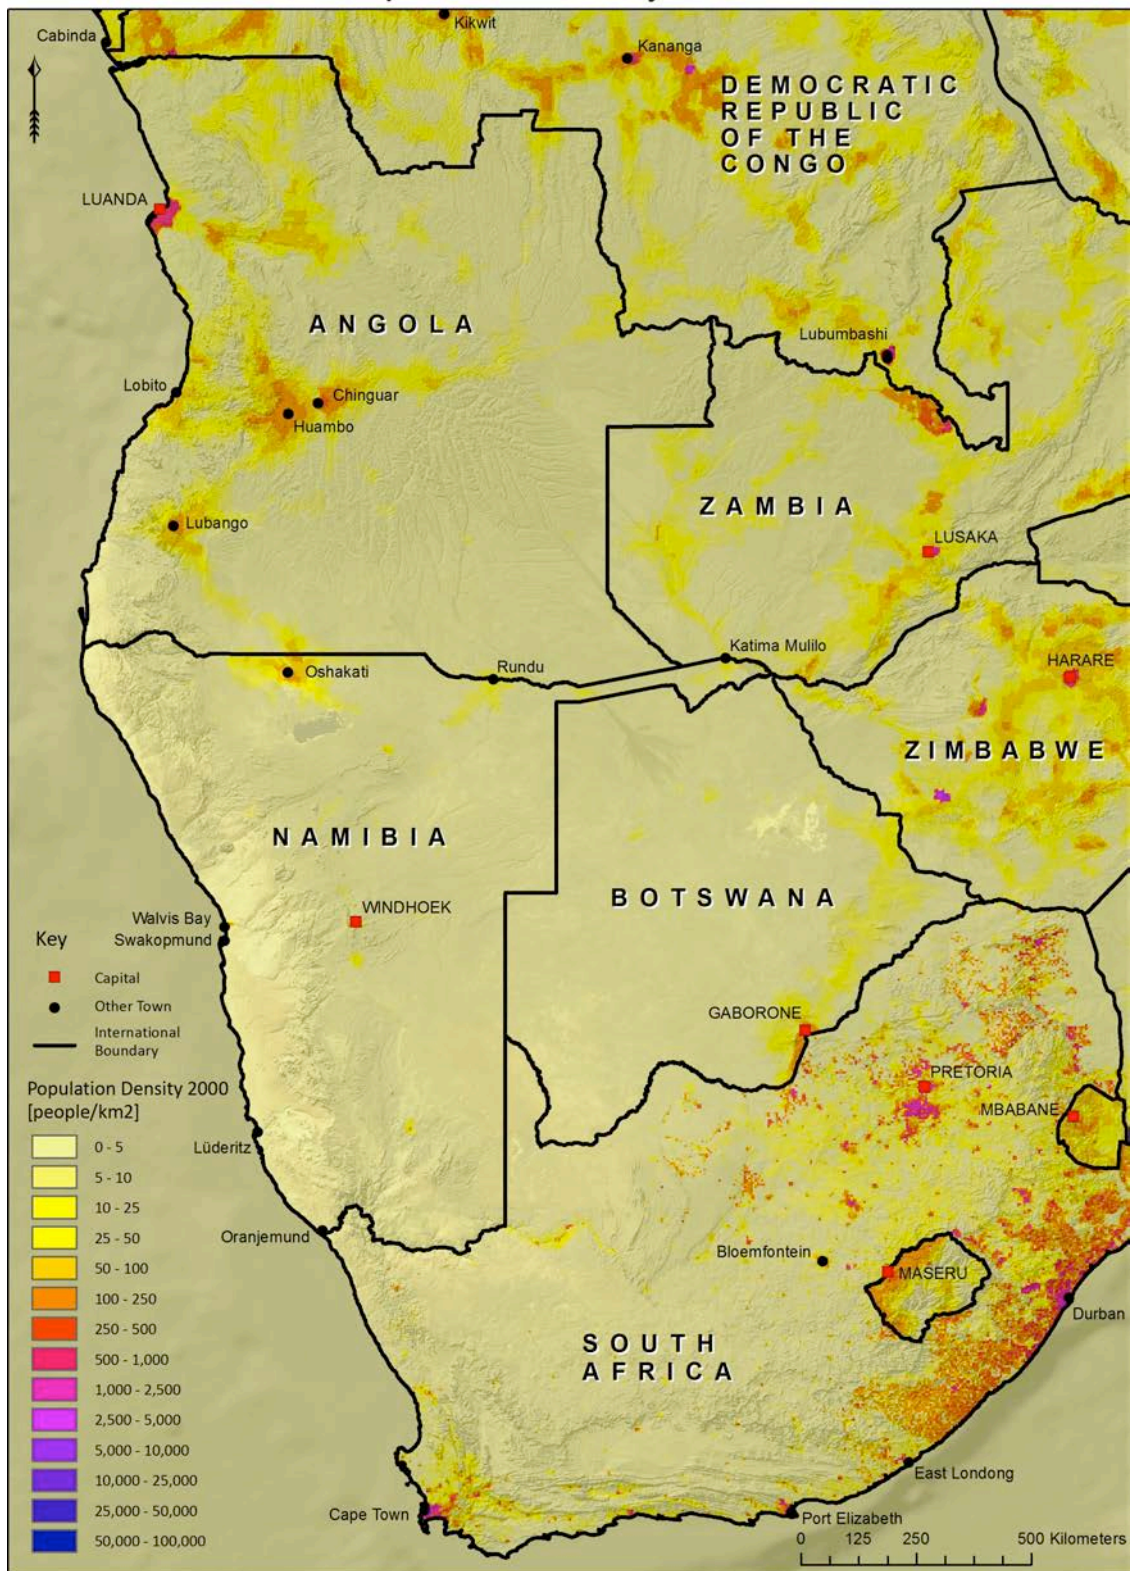 Cabinda
Kikwit
Kananga
DEMOCRATIC
REPUBLIC
OF THE
CONGO
LUANDA
ANGOLA
Lubumbashi
Lobito
Chinguar
Huambo
ZAMBIA
Lubango
LUSAKA
Katima Mulilo
Oshakati
Rundu
HARARE
ZIMBABWE
NAMIBIA
BOTSWANA
WINDHOEK
Walvis Bay
Swakopmund
Key
Capital
Other Town
International
Boundary
GABORONE
PRETORIA
MBABANE
Population Density 2000
[people/km2]
0 - 5
5 - 10
10 - 25
25 - 50
50 - 100
100 - 250
250 - 500
500 - 1,000
1,000 - 2,500
2,500 - 5,000
5,000 - 10,000
10,000 - 25,000
25,000 - 50,000
50,000 - 100,000
Lüderitz
Oranjemund
Bloemfontein
MASERU
Durban
SOUTH
AFRICA
East Londong
Cape Town
Port Elizabeth
0 125 250 500 Kilometers